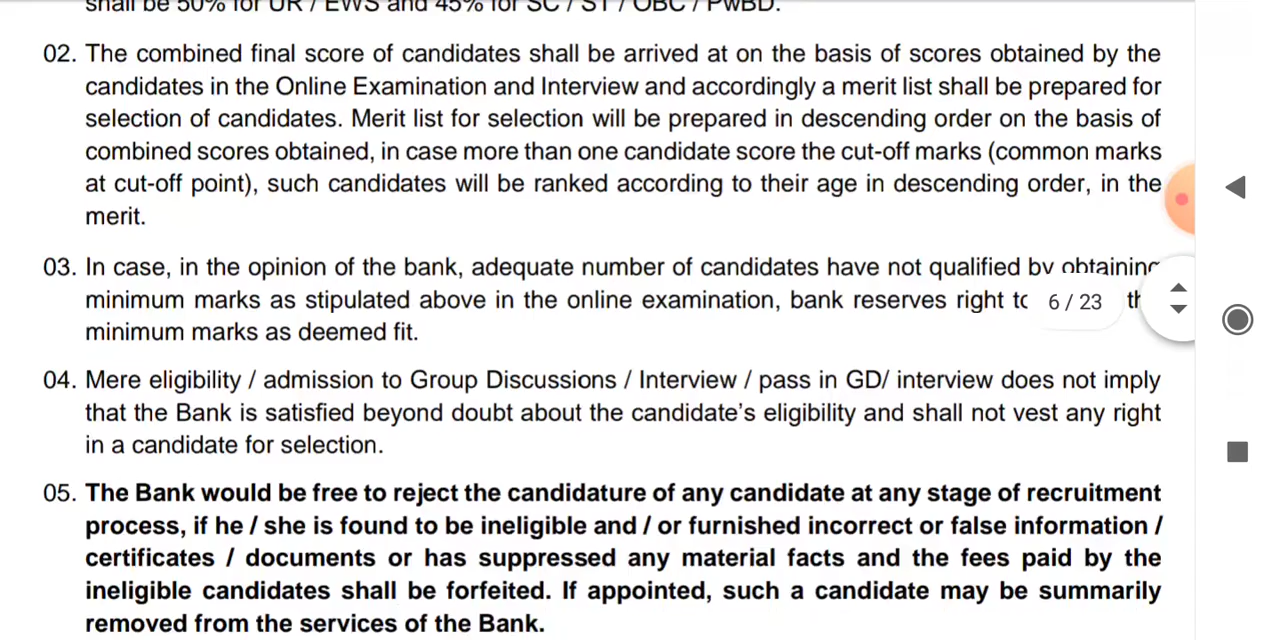 shall be 50% for UR / EWS and 45% for SC / ST / OBC / PwBD.
02. The combined final score of candidates shall be arrived at on the basis of scores obtained by the
candidates in the Online Examination and Interview and accordingly a merit list shall be prepared for
selection of candidates. Merit list for selection will be prepared in descending order on the basis of
combined scores obtained, in case more than one candidate score the cut-off marks (common marks
at cut-off point), such candidates will be ranked according to their age in descending order, in the
merit.
03. In case, in the opinion of the bank, adequate number of candidates have not qualified by obtaining
minimum marks as stipulated above in the online examination, bank reserves right
6 / 23
minimum marks as deemed fit.
04. Mere eligibility / admission to Group Discussions / Interview / pass in GD/ interview does not imply
that the Bank is satisfied beyond doubt about the candidate's eligibility and shall not vest any right
in a candidate for selection.
05. The Bank would be free to reject the candidature of any candidate at any stage of recruitment
process, if he / she is found to be ineligible and / or furnished incorrect or false information /
certificates / documents or has suppressed any material facts and the fees paid by the
ineligible candidates shall be forfeited. If appointed, such a candidate may be summarily
removed from the services of the Bank.